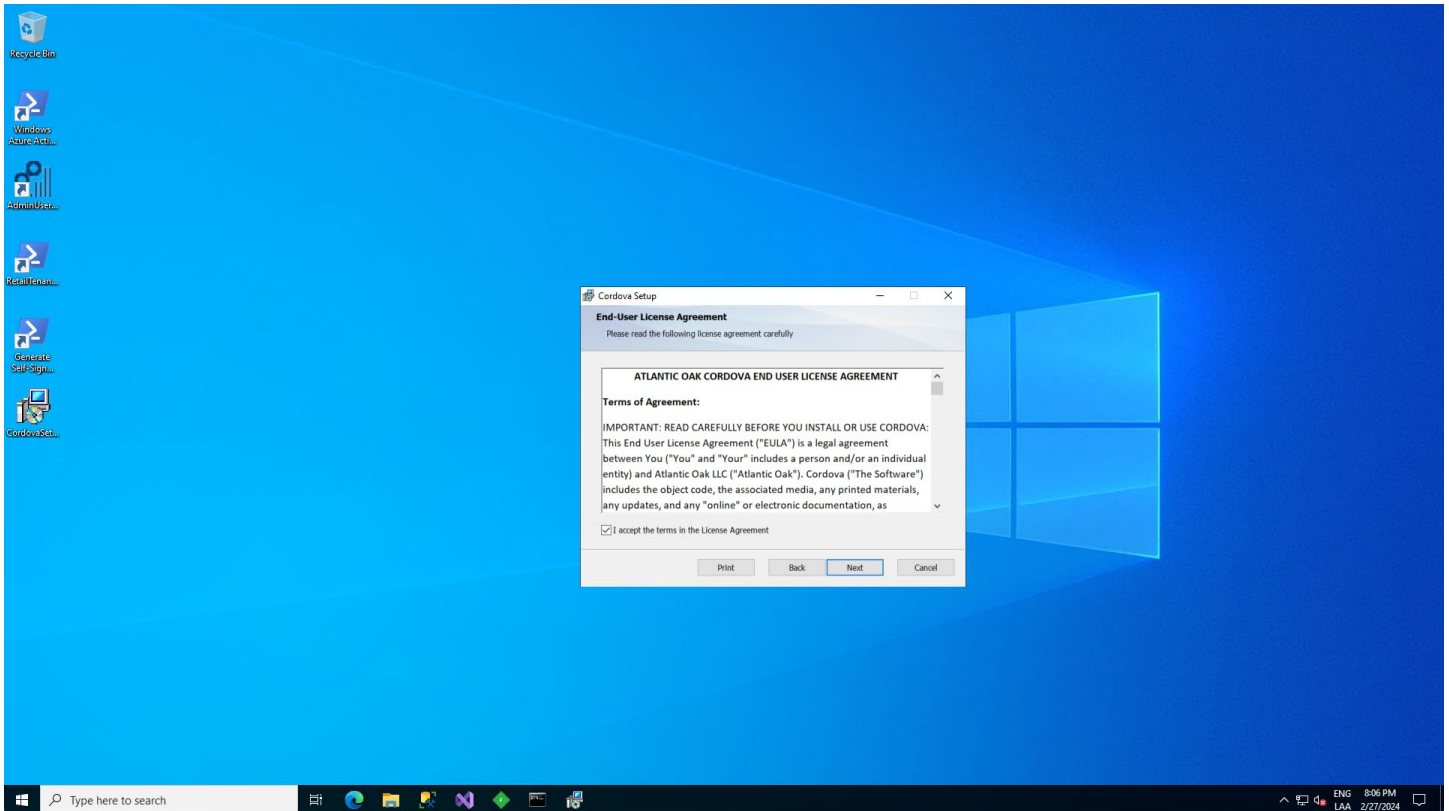 Recycle Bin
Windows
Azure Acti...
AdminUser...
RetailTenan...
Generate
Self-Sign...
CordovaSet...
Cordova Setup
End-User License Agreement
Please read the following license agreement carefully
ATLANTIC OAK CORDOVA END USER LICENSE AGREEMENT
Terms of Agreement:
IMPORTANT: READ CAREFULLY BEFORE YOU INSTALL OR USE CORDOVA:
This End User License Agreement ("EULA") is a legal agreement
between You ("You" and "Your" includes a person and/or an individual
entity) and Atlantic Oak LLC ("Atlantic Oak"). Cordova ("The Software")
includes the object code, the associated media, any printed materials,
any updates, and any "online" or electronic documentation, as
I accept the terms in the License Agreement
Print Back Next Cancel
Type here to search
ENG 8:06 PM
LAA 2/27/2024